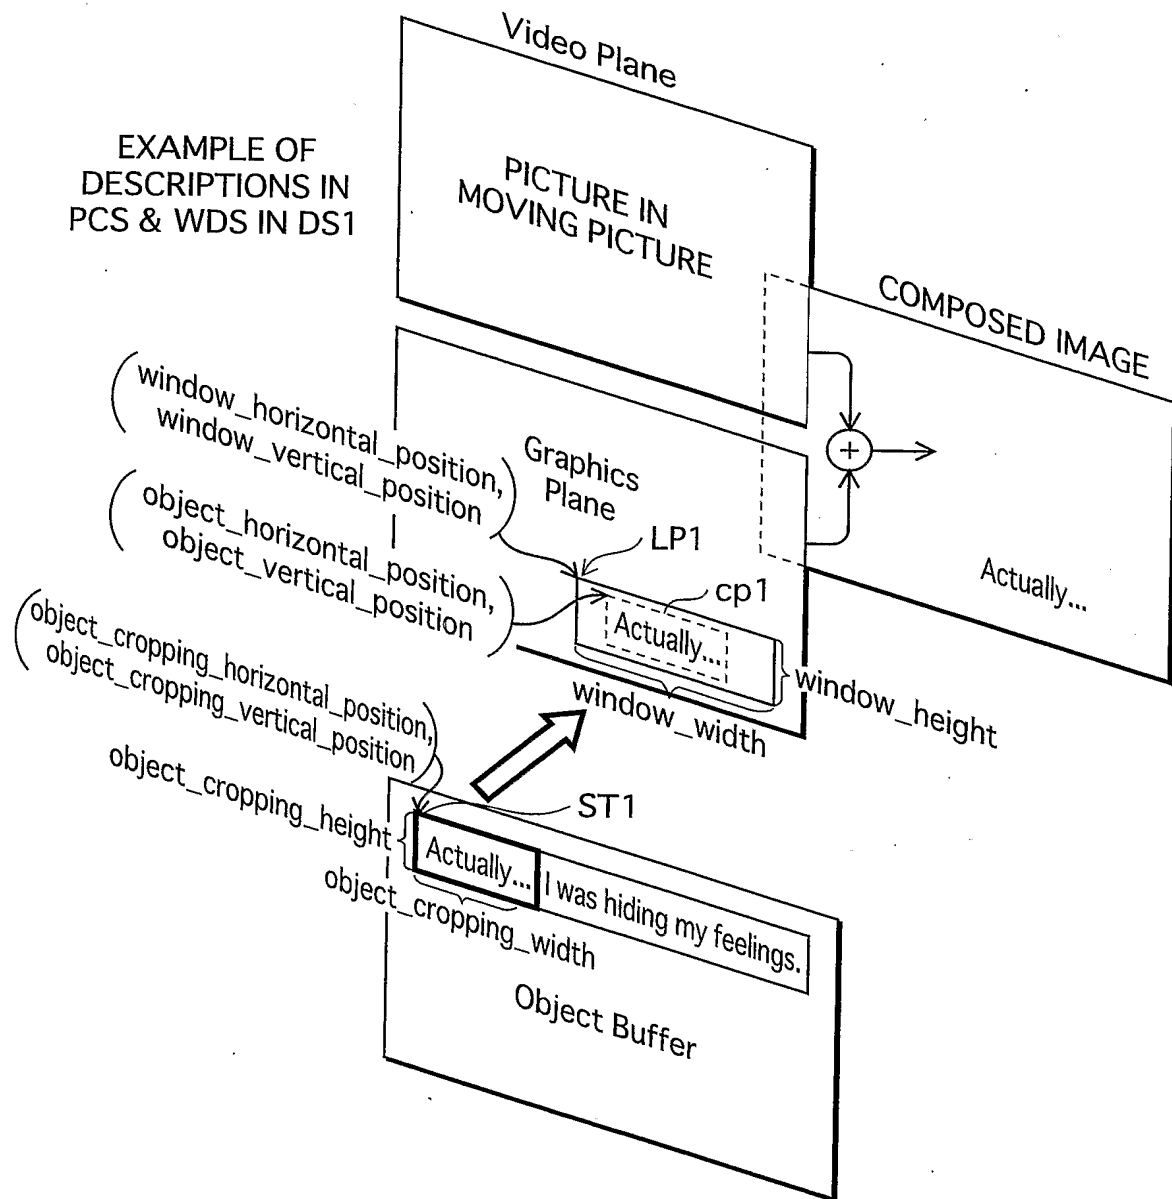 Video Plane
EXAMPLE OF
DESCRIPTIONS IN
PCS & WDS IN DS1
PICTURE IN
MOVING PICTURE
COMPOSED IMAGE
(window_horizontal_position,
window_vertical_position)
Graphics
Plane
+
(object_horizontal_position,
object_vertical_position)
LP1
cp1
Actually...
Actually...
window_height
window_width
(object_cropping_horizontal_position,
object_cropping_vertical_position)
object_cropping_height
ST1
Actually... I was hiding my feelings.
object_cropping_width
Object Buffer